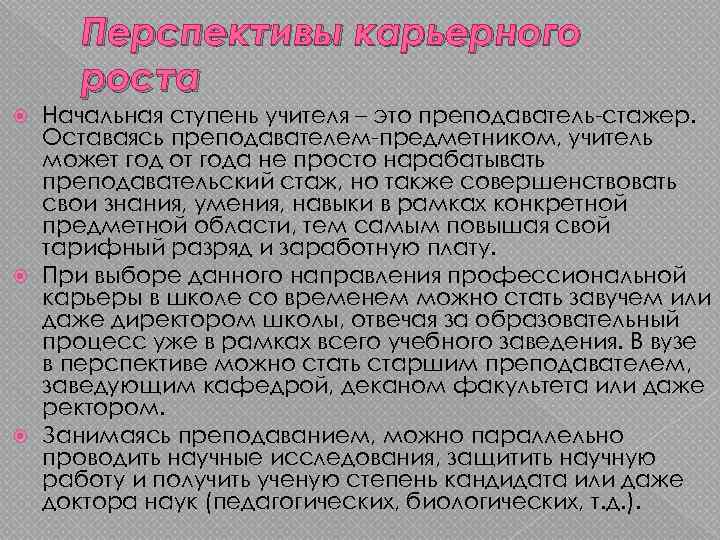 Перспективы карьерного
роста
Начальная ступень учителя – это преподаватель-стажер.
Оставаясь преподавателем-предметником, учитель
может год от года не просто нарабатывать
преподавательский стаж, но также совершенствовать
свои знания, умения, навыки в рамках конкретной
предметной области, тем самым повышая свой
тарифный разряд и заработную плату.
При выборе данного направления профессиональной
карьеры в школе со временем можно стать завучем или
даже директором школы, отвечая за образовательный
процесс уже в рамках всего учебного заведения. В вузе
в перспективе можно стать старшим преподавателем,
заведующим кафедрой, деканом факультета или даже
ректором.
Занимаясь преподаванием, можно параллельно
проводить научные исследования, защитить научную
работу и получить ученую степень кандидата или даже
доктора наук (педагогических, биологических, т. д. ).